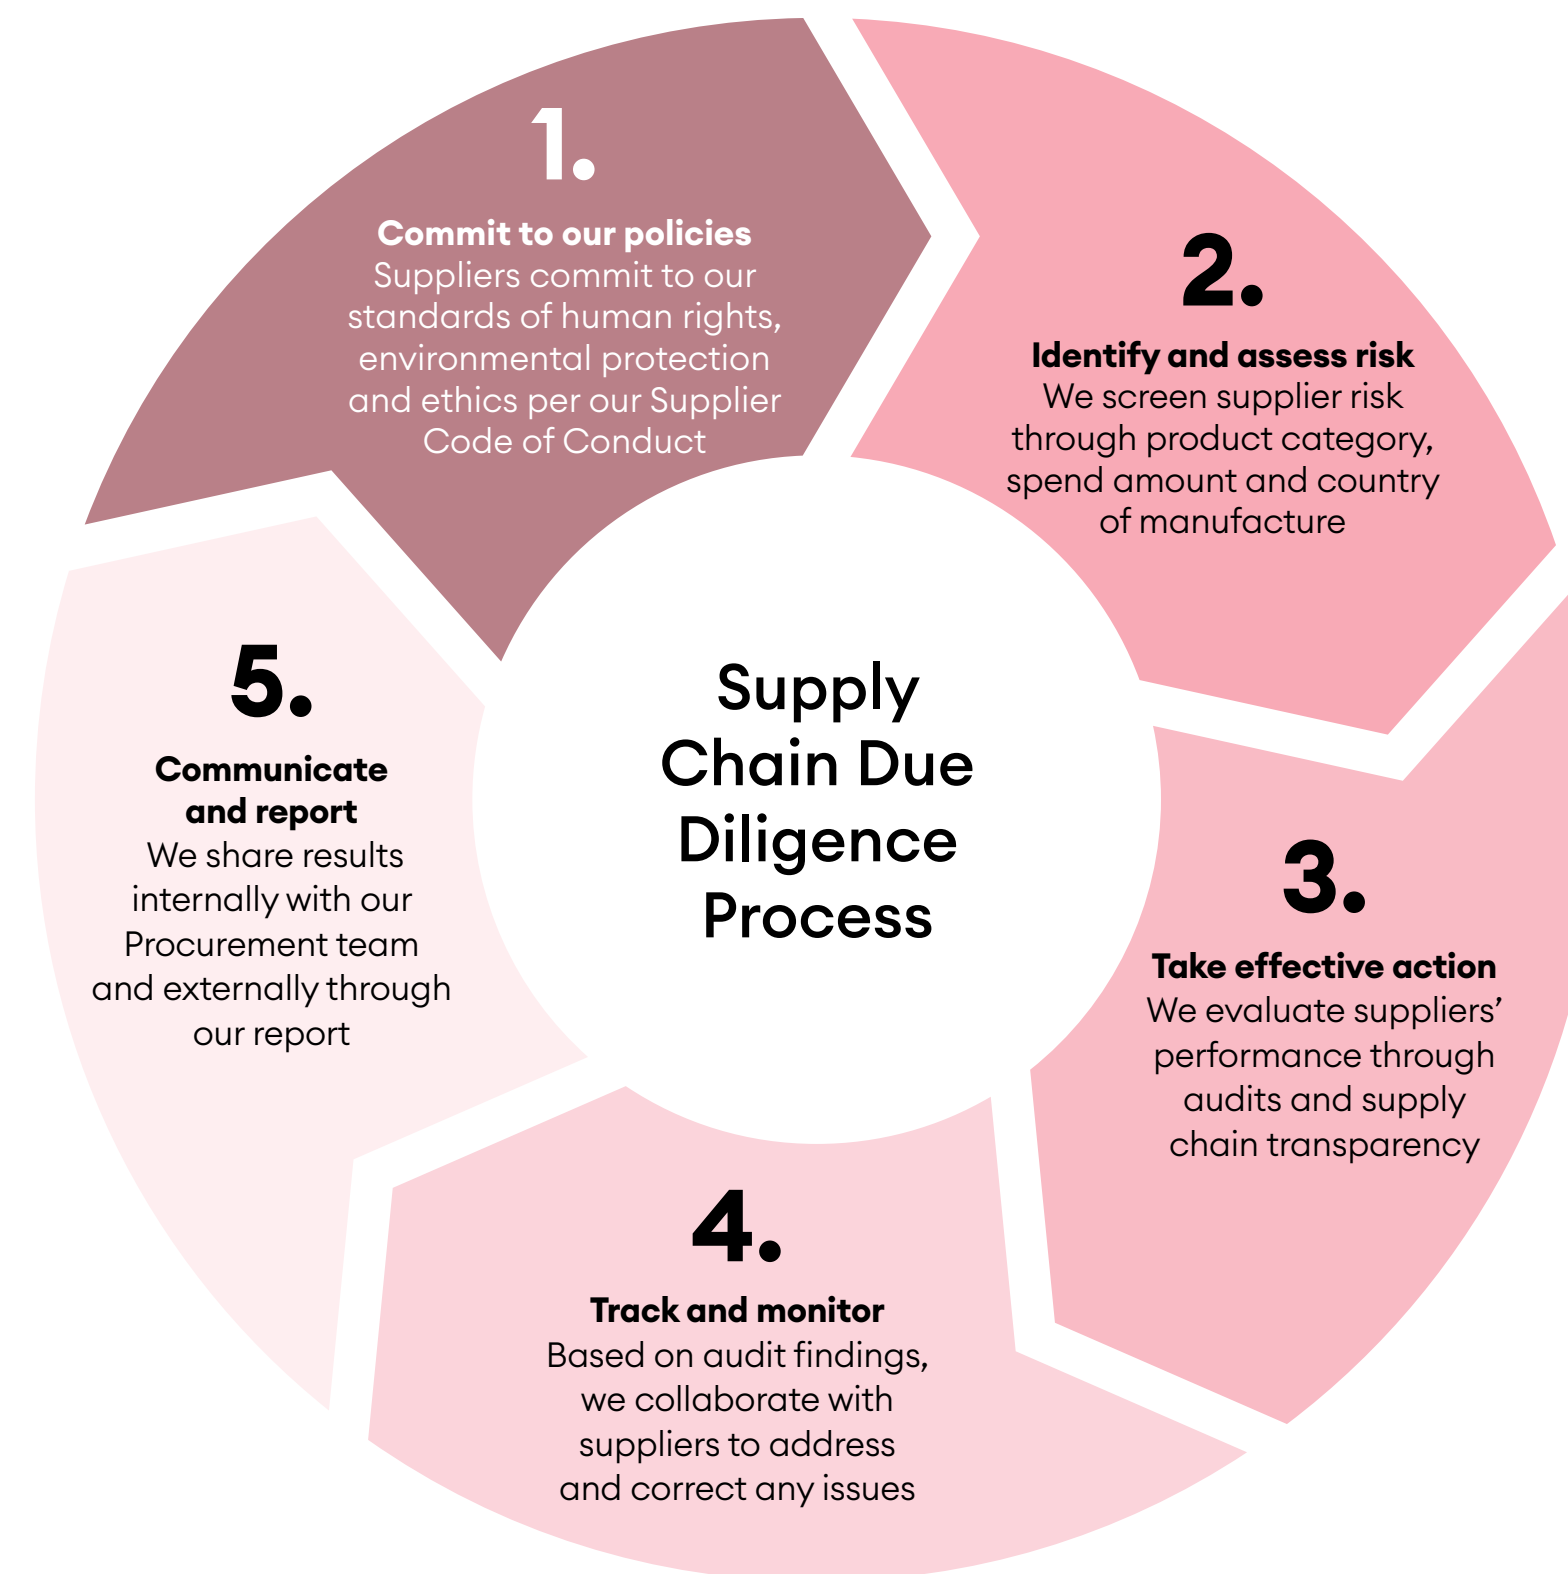 1.
Commit to our policies
Suppliers commit to our
standards of human rights,
environmental protection
and ethics per our Supplier
Code of Conduct
2.
Identify and assess risk
We screen supplier risk
through product category,
spend amount and country
of manufacture
3.
Take effective action
We evaluate suppliers’
performance through
audits and supply
chain transparency
4.
Track and monitor
Based on audit findings,
we collaborate with
suppliers to address
and correct any issues
5.
Communicate
and report
We share results
internally with our
Procurement team
and externally through
our report
Supply
Chain Due
Diligence
Process